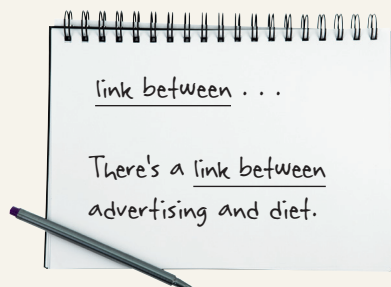 link between . . .
There's a link between
advertising and diet.